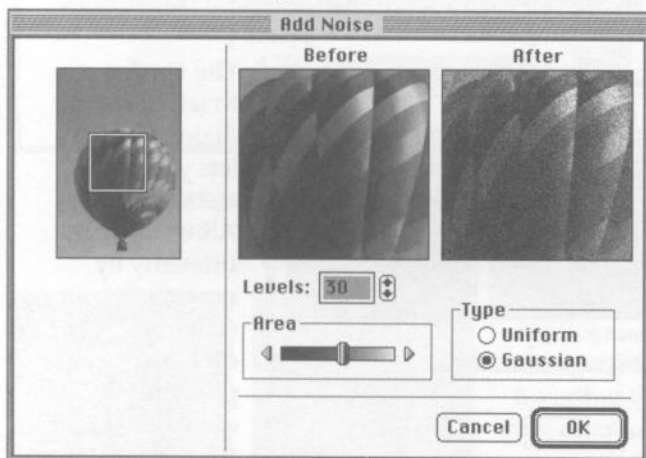 Add Noise
Before
After
Levels: 30
Area
Type
Uniform
Gaussian
Cancel
OK